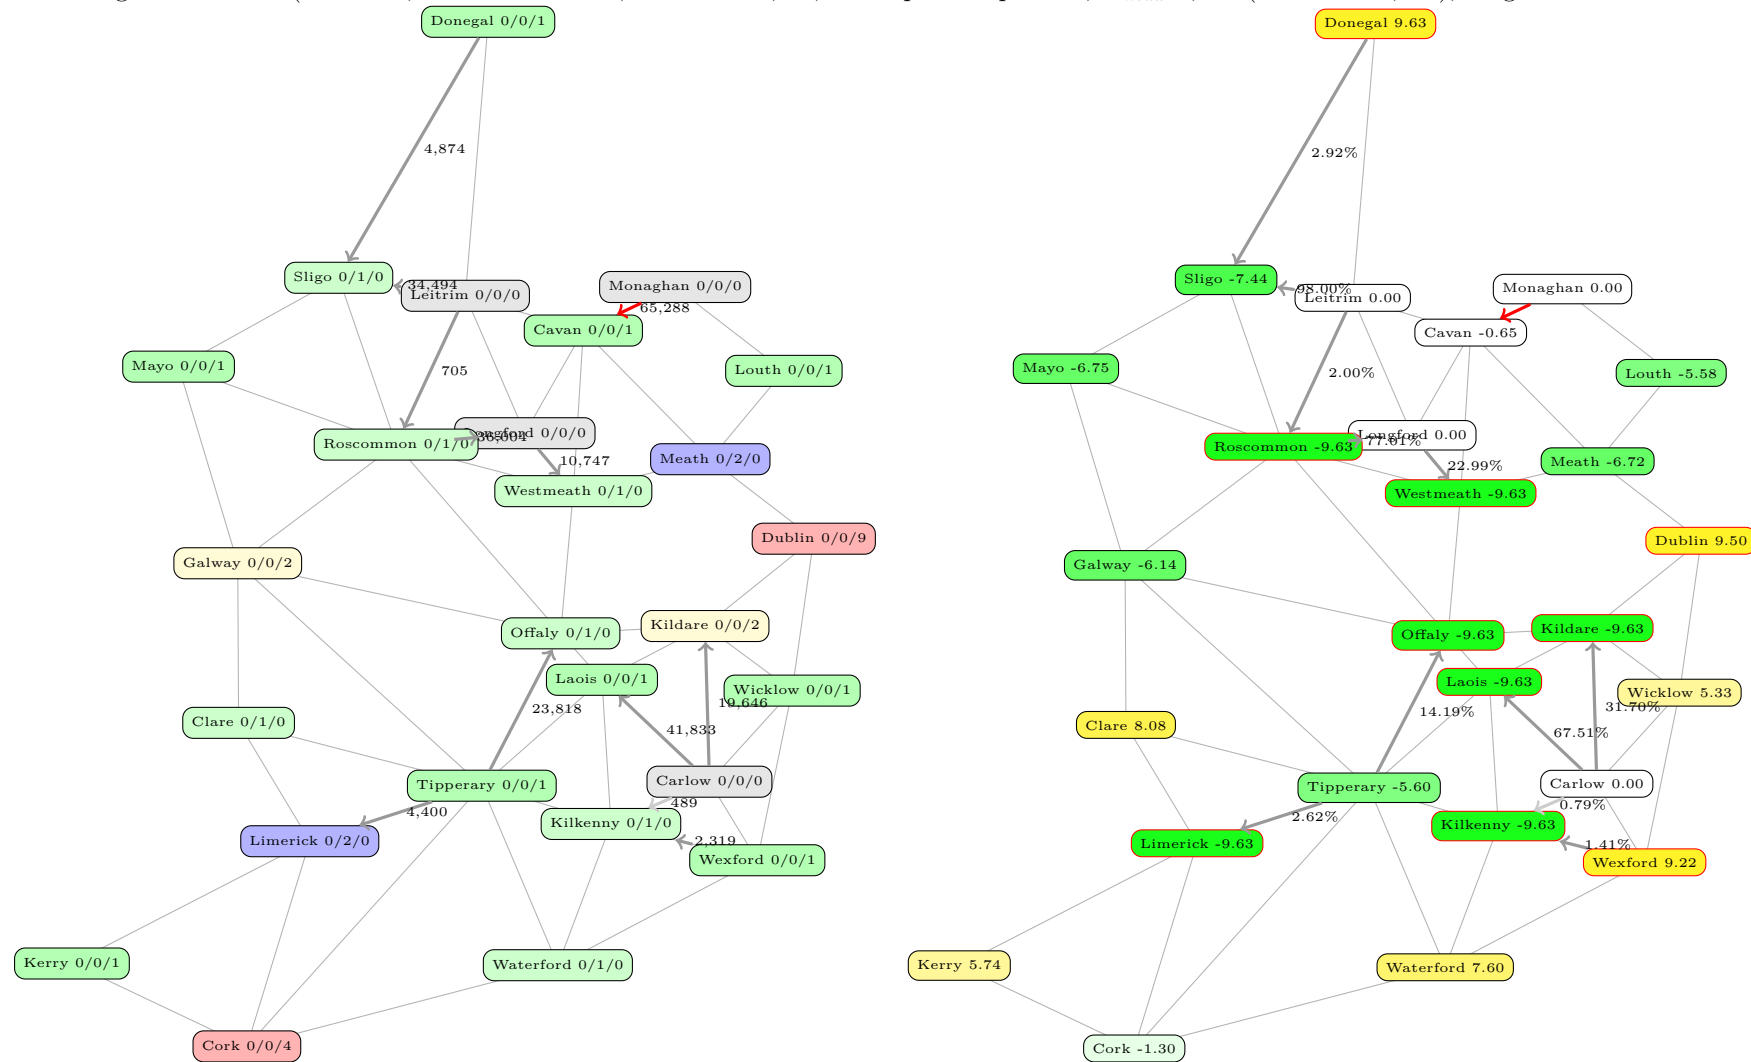 Donegal 0/0/1
4,874
Sligo 0/1/0
34,494
Leitrim 0/0/0
Monaghan 0/0/0
65,288
Cavan 0/0/1
Mayo 0/0/1
705
Louth 0/0/1
Roscommon 0/1/0
36,004
Longford 0/0/0
10,747
Meath 0/2/0
Westmeath 0/1/0
Dublin 0/0/9
Galway 0/0/2
Offaly 0/1/0
Kildare 0/0/2
Laois 0/0/1
Wicklow 0/0/1
19,646
23,818
Clare 0/1/0
41,833
Tipperary 0/0/1
Carlow 0/0/0
489
4,400
Kilkenny 0/1/0
Limerick 0/2/0
2,319
Wexford 0/0/1
Kerry 0/0/1
Waterford 0/1/0
Cork 0/0/4
Donegal 9.63
2.92%
Sligo -7.44
98.00%
Leitrim 0.00
Monaghan 0.00
Cavan -0.65
Mayo -6.75
2.00%
Louth -5.58
Roscommon -9.63
77.01%
Longford 0.00
22.99%
Meath -6.72
Westmeath -9.63
Dublin 9.50
Galway -6.14
Offaly -9.63
Kildare -9.63
Laois -9.63
Wicklow 5.33
31.70%
14.19%
Clare 8.08
67.51%
Tipperary -5.60
Carlow 0.00
0.79%
2.62%
Kilkenny -9.63
Limerick -9.63
1.41%
Wexford 9.22
Kerry 5.74
Waterford 7.60
Cork -1.30